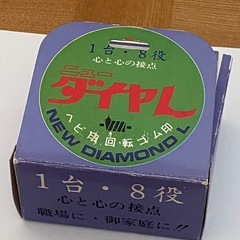 1台・8役
心と心の接点
ニュー
ダイヤL
ヘビ印回転ゴム印
NEW DIAMOND L
1台・8役
心と心の接点
職場に・御家庭に!!